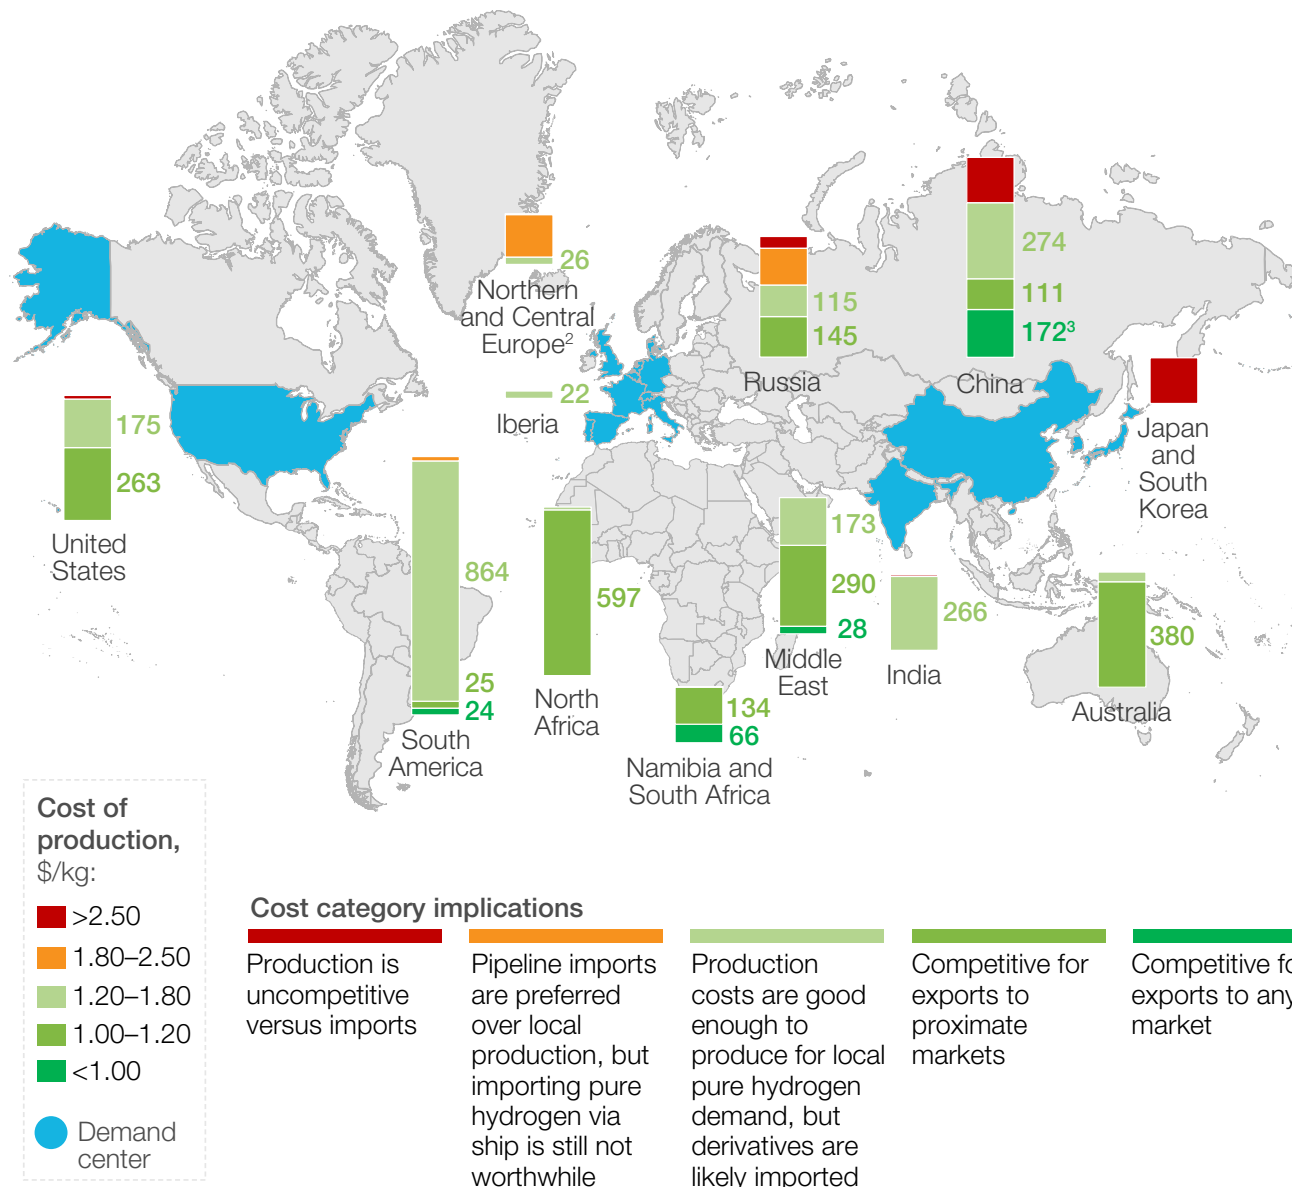 274
111
172³
China
26
Northern
and Central
Europe²
115
145
Russia
22
Iberia
Japan
and
South
Korea
175
263
United
States
864
25
24
South
America
597
North
Africa
173
290
28
Middle
East
266
India
380
Australia
134
66
Namibia and
South Africa
Cost of
production,
$/kg:
>2.50
1.80–2.50
1.20–1.80
1.00–1.20
<1.00
Demand
center
Cost category implications
Production is
uncompetitive
versus imports
Pipeline imports
are preferred
over local
production, but
importing pure
hydrogen via
ship is still not
worthwhile
Production
costs are good
enough to
produce for local
pure hydrogen
demand, but
derivatives are
likely imported
Competitive for
exports to
proximate
markets
Competitive fo
exports to any
market